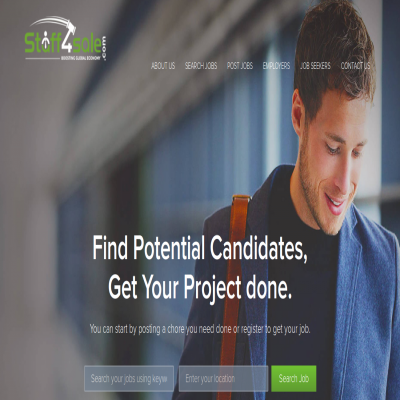 Staff4sale.com
BOOSTING GLOBAL ECONOMY
ABOUT US SEARCH JOBS POST JOBS EMPLOYERS JOB SEEKERS CONTACT US
Find Potential Candidates,
Get Your Project done.
You can start by posting a chore you need done or register to get your job.
Search your jobs using keyw Enter your location Search Job